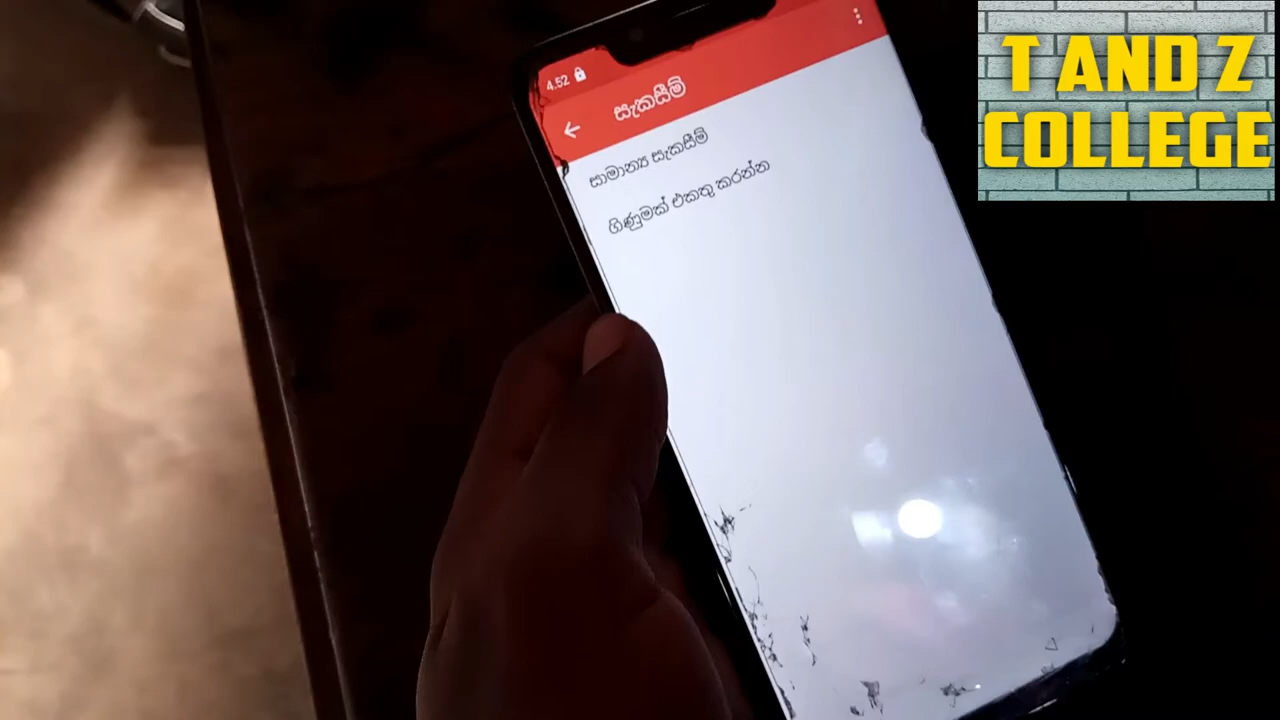 T AND Z
COLLEGE
4.52
සැකසීම්
සාමාන්‍ය සැකසීම්
ගිණුමක් එකතු කරන්න